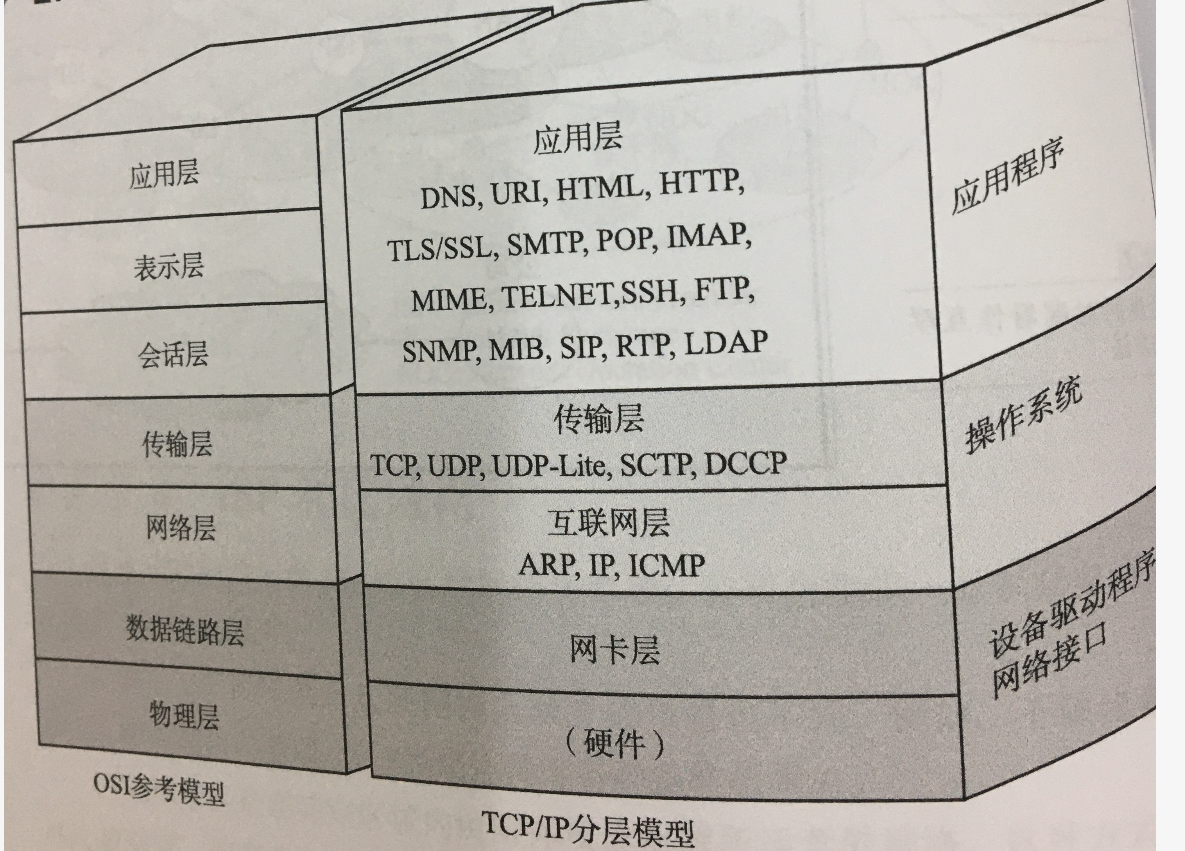 应用层
表示层
会话层
传输层
网络层
数据链路层
物理层
OSI参考模型
应用层
DNS, URI, HTML, HTTP,
TLS/SSL, SMTP, POP, IMAP,
MIME, TELNET,SSH, FTP,
SNMP, MIB, SIP, RTP, LDAP
传输层
TCP, UDP, UDP-Lite, SCTP, DCCP
互联网层
ARP, IP, ICMP
网卡层
（硬件）
TCP/IP分层模型
应用程序
操作系统
设备驱动程序
网络接口